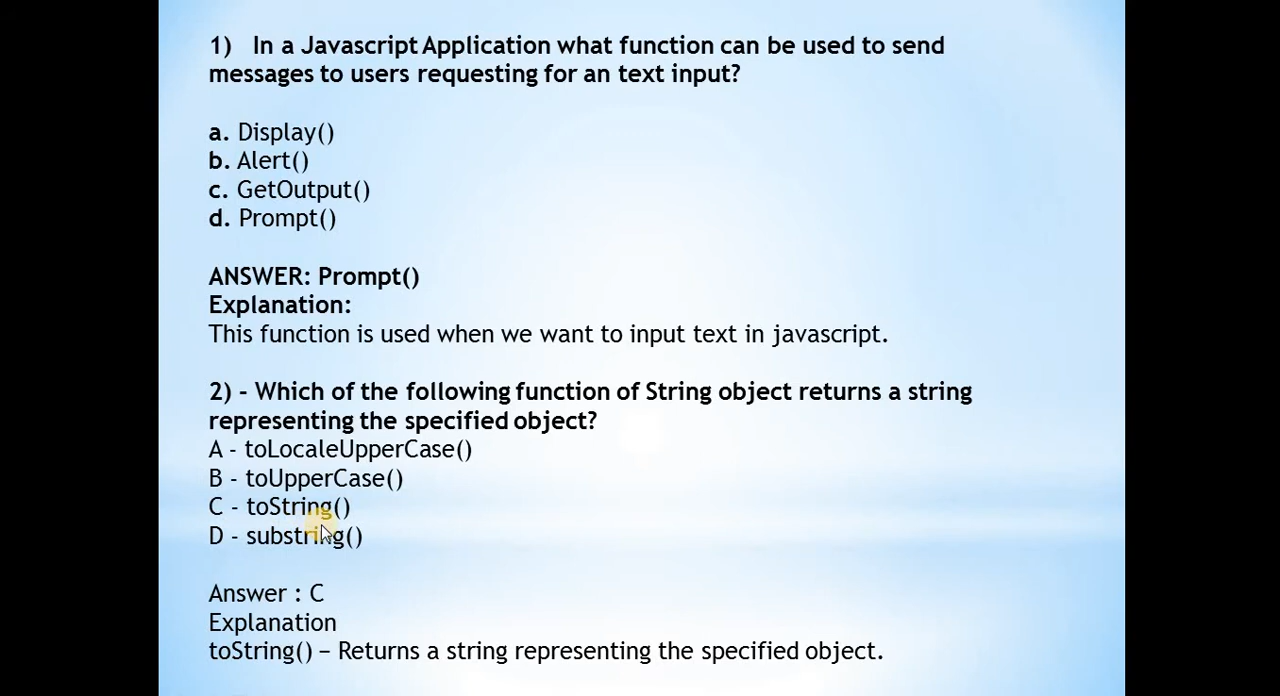 1) In a Javascript Application what function can be used to send
messages to users requesting for an text input?
a. Display()
b. Alert()
c. GetOutput()
d. Prompt()
ANSWER: Prompt()
Explanation:
This function is used when we want to input text in javascript.
2) - Which of the following function of String object returns a string
representing the specified object?
A - toLocaleUpperCase()
B - toUpperCase()
C - toString()
D - substring()
Answer : C
Explanation
toString() – Returns a string representing the specified object.